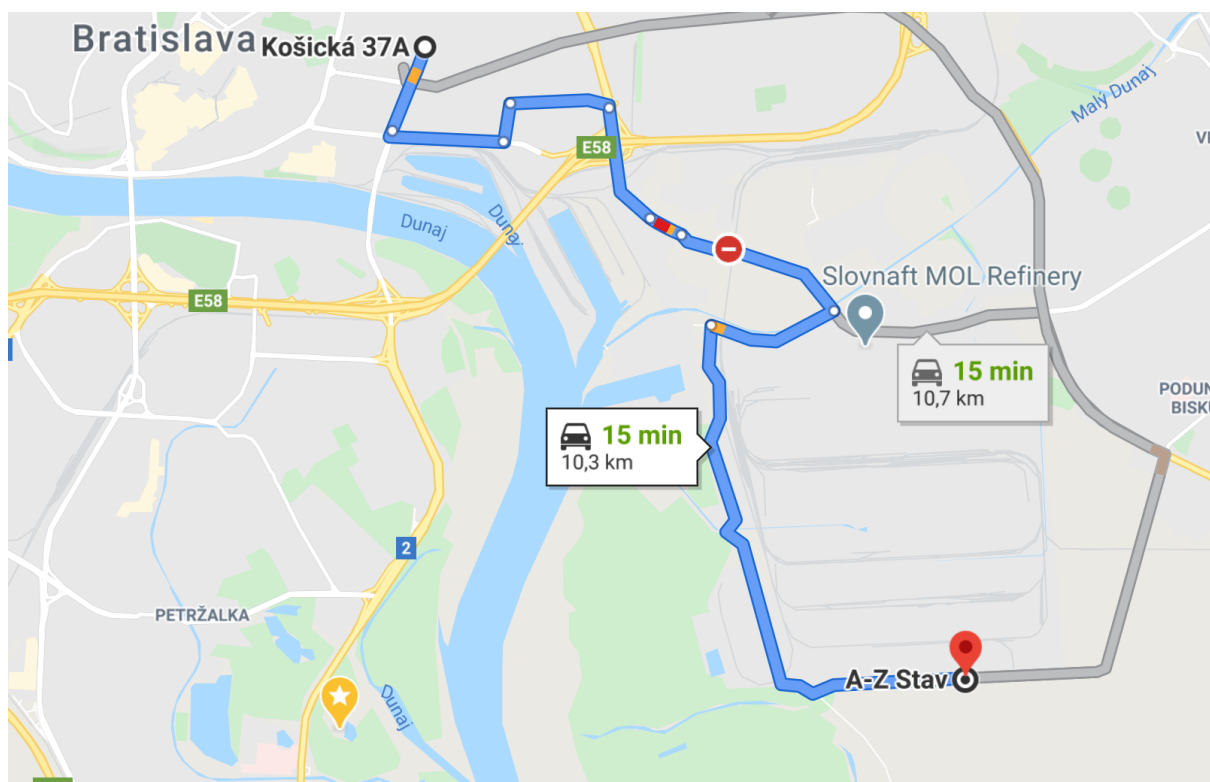 Bratislava
Košická 37A
Malý Dunaj
E58
Dunaj
Dunaj
Slovnaft MOL Refinery
E58
15 min
10,7 km
PODUN
BISKU
15 min
10,3 km
2
PETRŽALKA
A-Z Stav
Dunaj